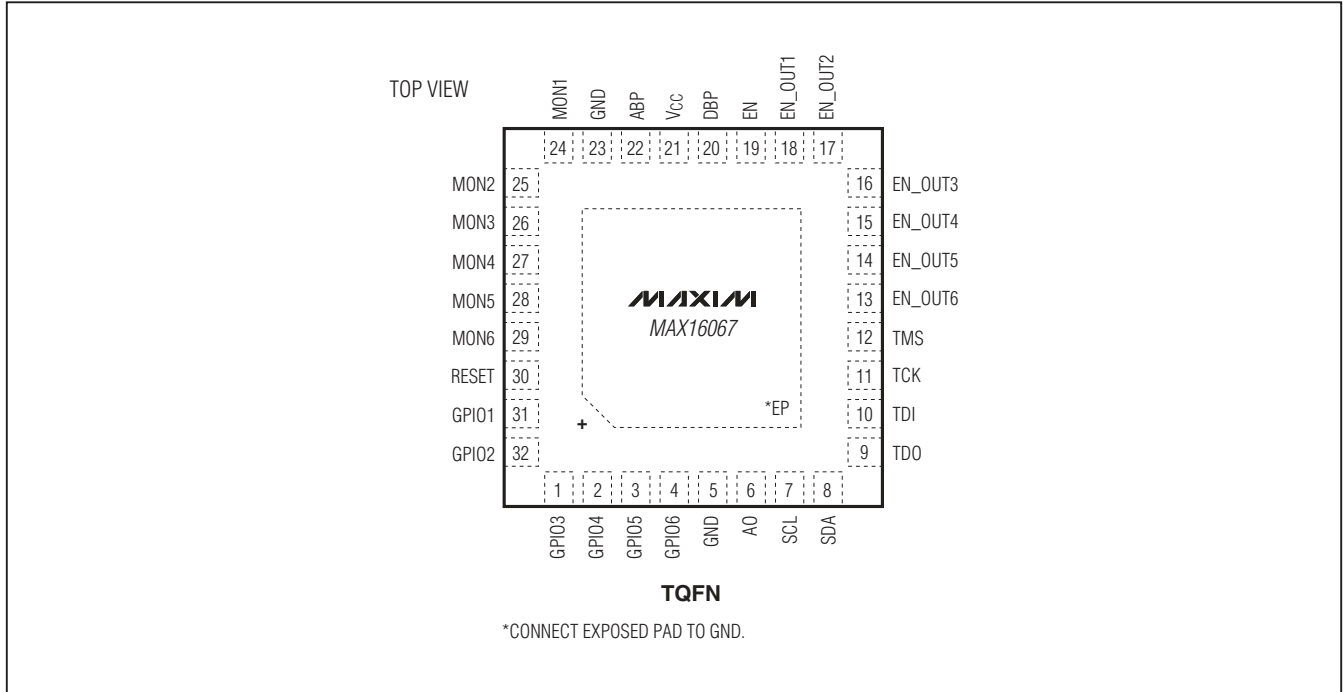 TOP VIEW
MON1
GND
ABP
VCC
DBP
EN
EN_OUT1
EN_OUT2
24 23 22 21 20 19 18 17
MON2 25
16 EN_OUT3
MON3 26
15 EN_OUT4
MON4 27
14 EN_OUT5
MON5 28
13 EN_OUT6
MON6 29
12 TMS
RESET 30
11 TCK
GPIO1 31
10 TDI
GPIO2 32
9 TDO
MAXIM
MAX16067
*EP
+
1 2 3 4 5 6 7 8
GPIO3
GPIO4
GPIO5
GPIO6
GND
A0
SCL
SDA
TQFN
*CONNECT EXPOSED PAD TO GND.